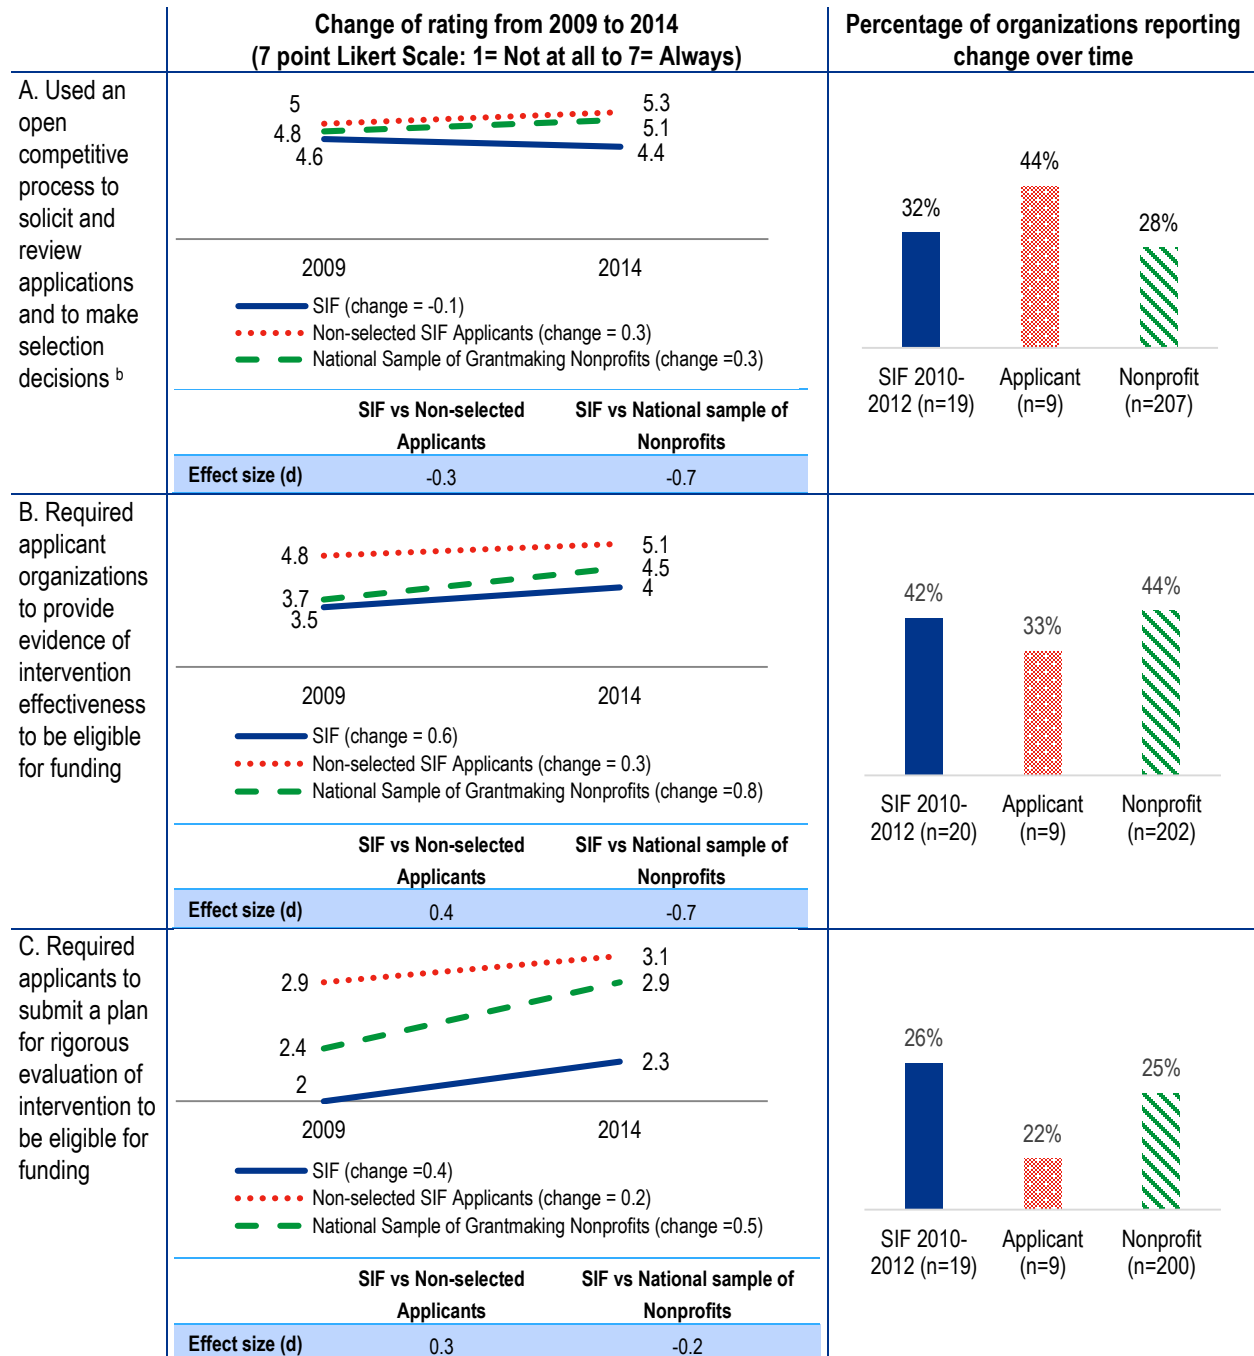 Change of rating from 2009 to 2014
(7 point Likert Scale: 1= Not at all to 7= Always)
Percentage of organizations reporting
change over time
A. Used an
open
competitive
process to
solicit and
review
applications
and to make
selection
decisions b
5
4.8
4.6
5.3
5.1
4.4
2009
2014
SIF (change = -0.1)
Non-selected SIF Applicants (change = 0.3)
National Sample of Grantmaking Nonprofits (change =0.3)
SIF vs Non-selected
Applicants
SIF vs National sample of
Nonprofits
Effect size (d)
-0.3
-0.7
32%
44%
28%
SIF 2010-
2012 (n=19)
Applicant
(n=9)
Nonprofit
(n=207)
B. Required
applicant
organizations
to provide
evidence of
intervention
effectiveness
to be eligible
for funding
4.8
3.7
3.5
5.1
4.5
4
2009
2014
SIF (change = 0.6)
Non-selected SIF Applicants (change = 0.3)
National Sample of Grantmaking Nonprofits (change =0.8)
SIF vs Non-selected
Applicants
SIF vs National sample of
Nonprofits
Effect size (d)
0.4
-0.7
42%
33%
44%
SIF 2010-
2012 (n=20)
Applicant
(n=9)
Nonprofit
(n=202)
C. Required
applicants to
submit a plan
for rigorous
evaluation of
intervention to
be eligible for
funding
2.9
2.4
2
3.1
2.9
2.3
2009
2014
SIF (change =0.4)
Non-selected SIF Applicants (change = 0.2)
National Sample of Grantmaking Nonprofits (change =0.5)
SIF vs Non-selected
Applicants
SIF vs National sample of
Nonprofits
Effect size (d)
0.3
-0.2
26%
22%
25%
SIF 2010-
2012 (n=19)
Applicant
(n=9)
Nonprofit
(n=200)